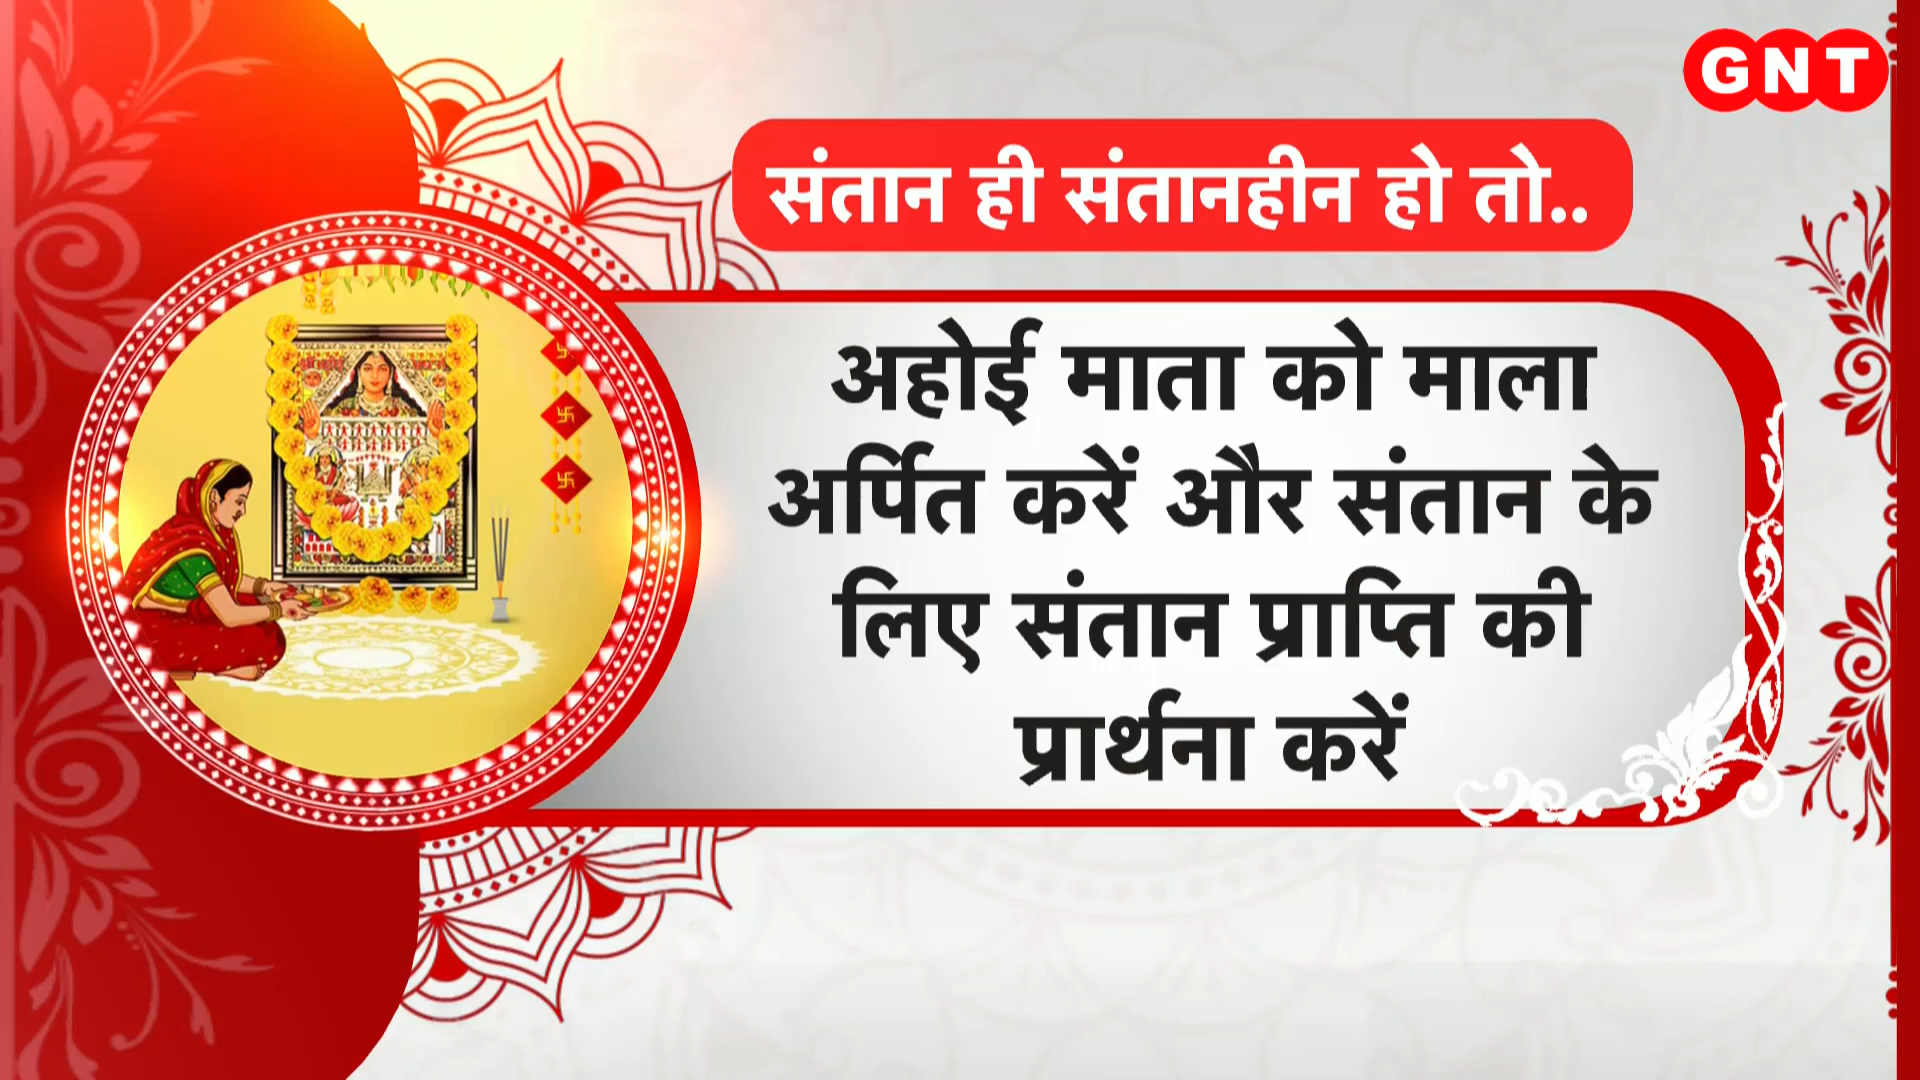 GNT
संतान ही संतानहीन हो तो..
अहोई माता को माला
अर्पित करें और संतान के
लिए संतान प्राप्ति की
प्रार्थना करें